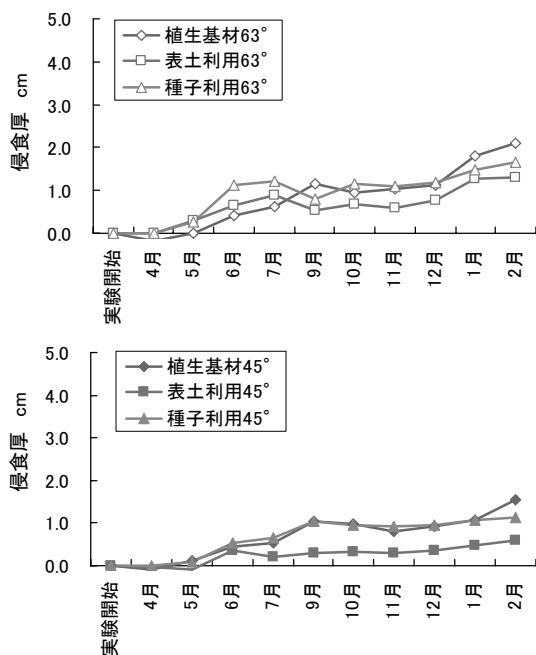 植生基材63°
表土利用63°
種子利用63°
侵食厚 cm
5.0
4.0
3.0
2.0
1.0
0.0
実験開始
4月
5月
6月
7月
9月
10月
11月
12月
1月
2月
植生基材45°
表土利用45°
種子利用45°
侵食厚 cm
5.0
4.0
3.0
2.0
1.0
0.0
実験開始
4月
5月
6月
7月
9月
10月
11月
12月
1月
2月